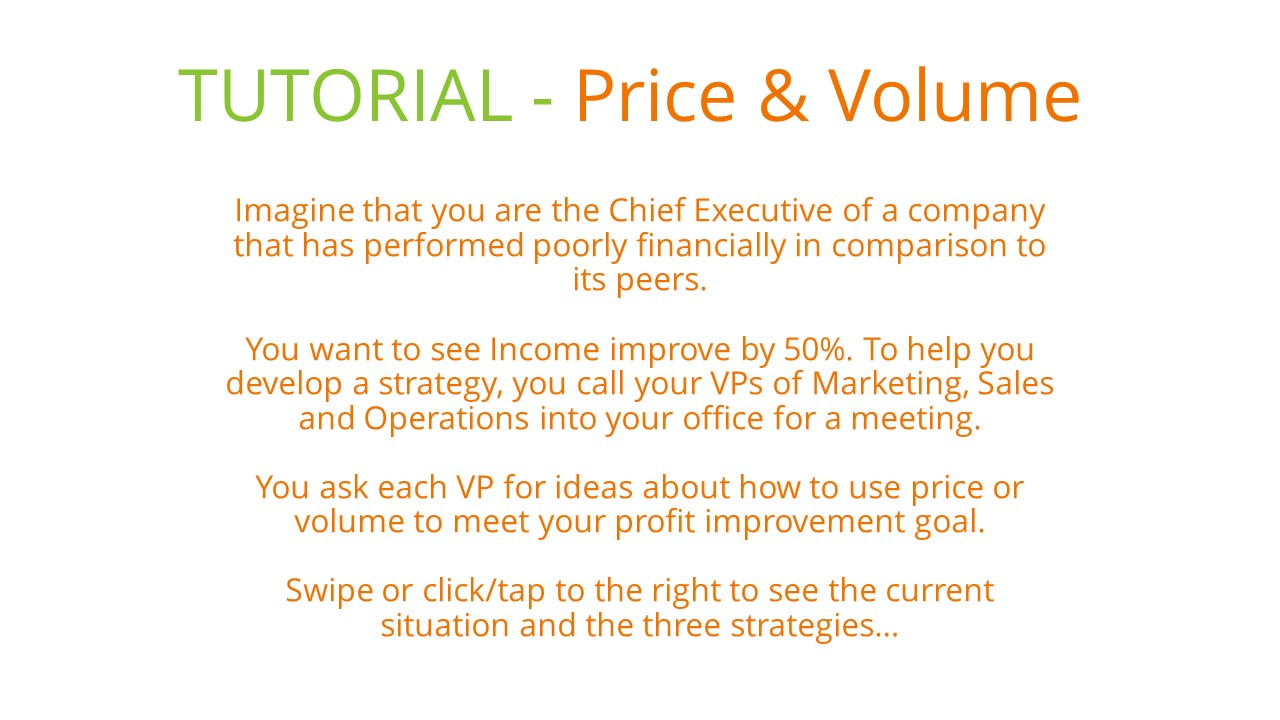 TUTORIAL - Price & Volume
Imagine that you are the Chief Executive of a company
that has performed poorly financially in comparison to
its peers.
You want to see Income improve by 50%. To help you
develop a strategy, you call your VPs of Marketing, Sales
and Operations into your office for a meeting.
You ask each VP for ideas about how to use price or
volume to meet your profit improvement goal.
Swipe or click/tap to the right to see the current
situation and the three strategies...